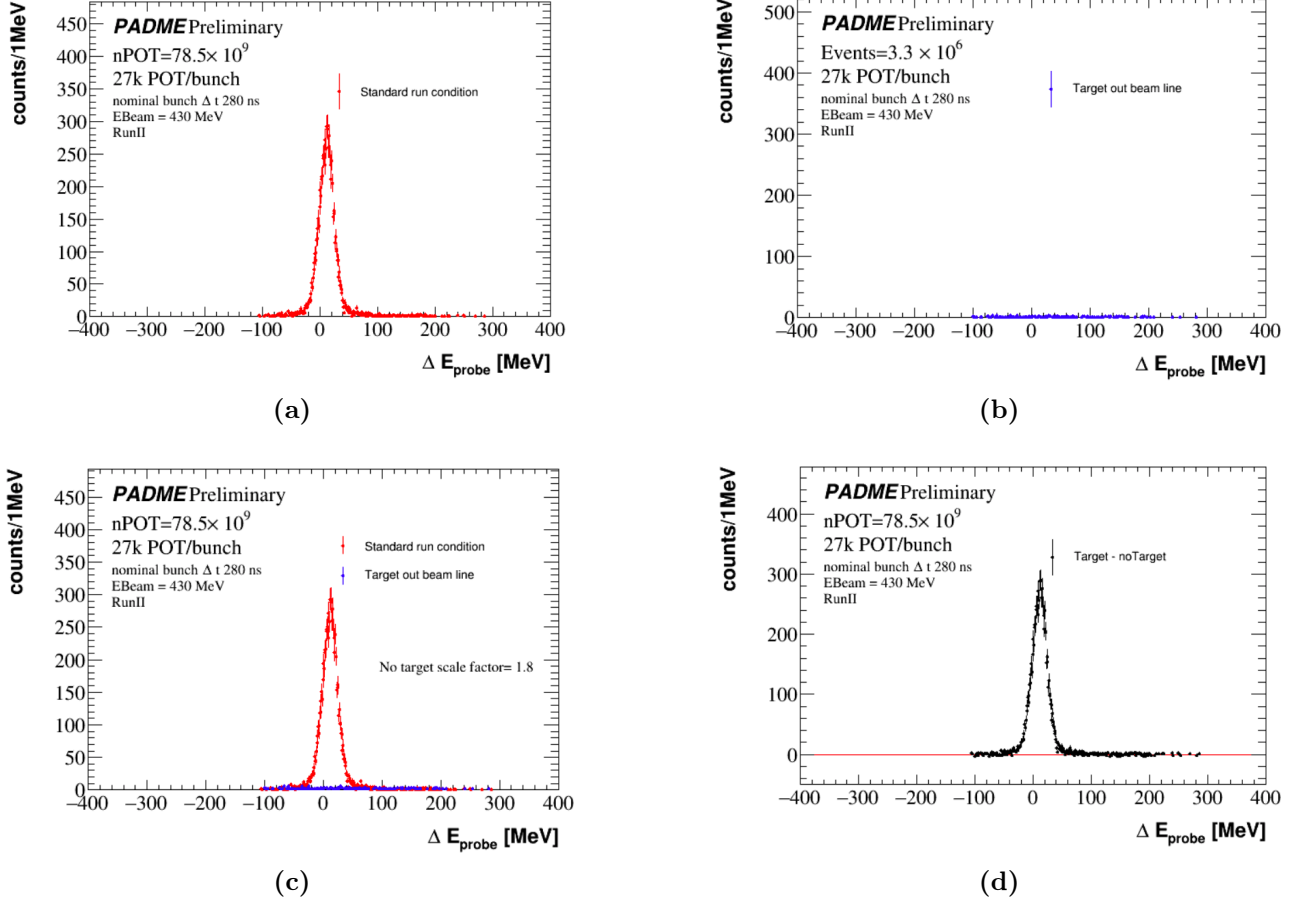 counts/1MeV
450
400
350
300
250
200
150
100
50
0
PADME Preliminary
nPOT=78.5× 10⁹
27k POT/bunch
nominal bunch Δ t 280 ns
EBeam = 430 MeV
RunII
Standard run condition
−400 −300 −200 −100 0 100 200 300 400
Δ E_probe [MeV]
(a)
counts/1MeV
500
400
300
200
100
0
PADME Preliminary
Events=3.3 × 10⁶
27k POT/bunch
nominal bunch Δ t 280 ns
EBeam = 430 MeV
RunII
Target out beam line
−400 −300 −200 −100 0 100 200 300 400
Δ E_probe [MeV]
(b)
counts/1MeV
450
400
350
300
250
200
150
100
50
0
PADME Preliminary
nPOT=78.5× 10⁹
27k POT/bunch
nominal bunch Δ t 280 ns
EBeam = 430 MeV
RunII
Standard run condition
Target out beam line
No target scale factor= 1.8
−400 −300 −200 −100 0 100 200 300 400
Δ E_probe [MeV]
(c)
counts/1MeV
400
300
200
100
0
PADME Preliminary
nPOT=78.5× 10⁹
27k POT/bunch
nominal bunch Δ t 280 ns
EBeam = 430 MeV
RunII
Target - noTarget
−400 −300 −200 −100 0 100 200 300 400
Δ E_probe [MeV]
(d)